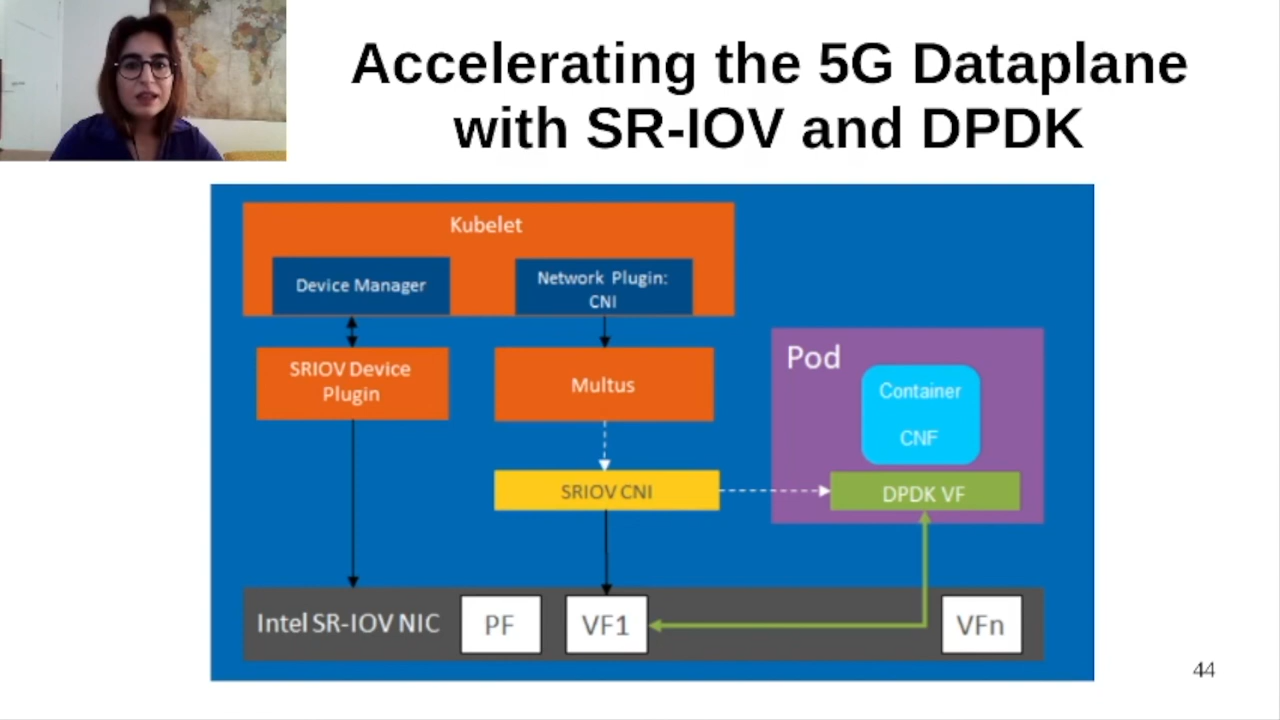 Accelerating the 5G Dataplane
with SR-IOV and DPDK
Kubelet
Device Manager
Network Plugin:
CNI
SRIOV Device
Plugin
Multus
Pod
Container
CNF
SRIOV CNI
DPDK VF
Intel SR-IOV NIC
PF
VF1
VFn
44